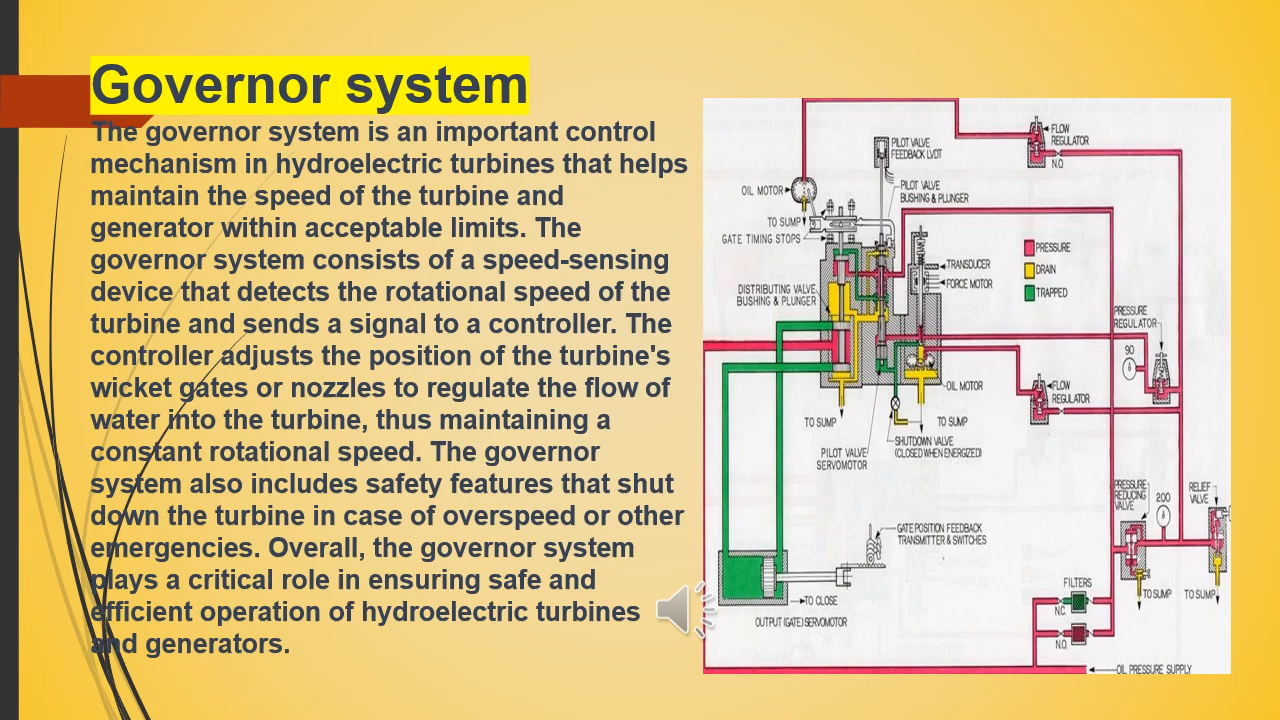 Governor system
The governor system is an important control
mechanism in hydroelectric turbines that helps
maintain the speed of the turbine and
generator within acceptable limits. The
governor system consists of a speed-sensing
device that detects the rotational speed of the
turbine and sends a signal to a controller. The
controller adjusts the position of the turbine's
wicket gates or nozzles to regulate the flow of
water into the turbine, thus maintaining a
constant rotational speed. The governor
system also includes safety features that shut
down the turbine in case of overspeed or other
emergencies. Overall, the governor system
plays a critical role in ensuring safe and
efficient operation of hydroelectric turbines
and generators.
FLOW
REGULATOR
N.O.
PILOT VALVE
FEEDBACK LVDT
OIL MOTOR
PILOT VALVE
BUSHING & PLUNGER
TO SUMP
GATE TIMING STOPS
PRESSURE
DRAIN
TRAPPED
TRANSDUCER
FORCE MOTOR
DISTRIBUTING VALVE
BUSHING & PLUNGER
PRESSURE
REGULATOR
90
OIL MOTOR
FLOW
REGULATOR
TO SUMP
TO SUMP
SHUTDOWN VALVE
(CLOSED WHEN ENERGIZED)
PILOT VALVE
SERVOMOTOR
PRESSURE
REDUCING
VALVE
200
RELIEF
VALVE
GATE POSITION FEEDBACK
TRANSMITTER & SWITCHES
FILTERS
N.C.
TO SUMP
TO SUMP
TO CLOSE
OUTPUT (GATE) SERVOMOTOR
N.O.
OIL PRESSURE SUPPLY